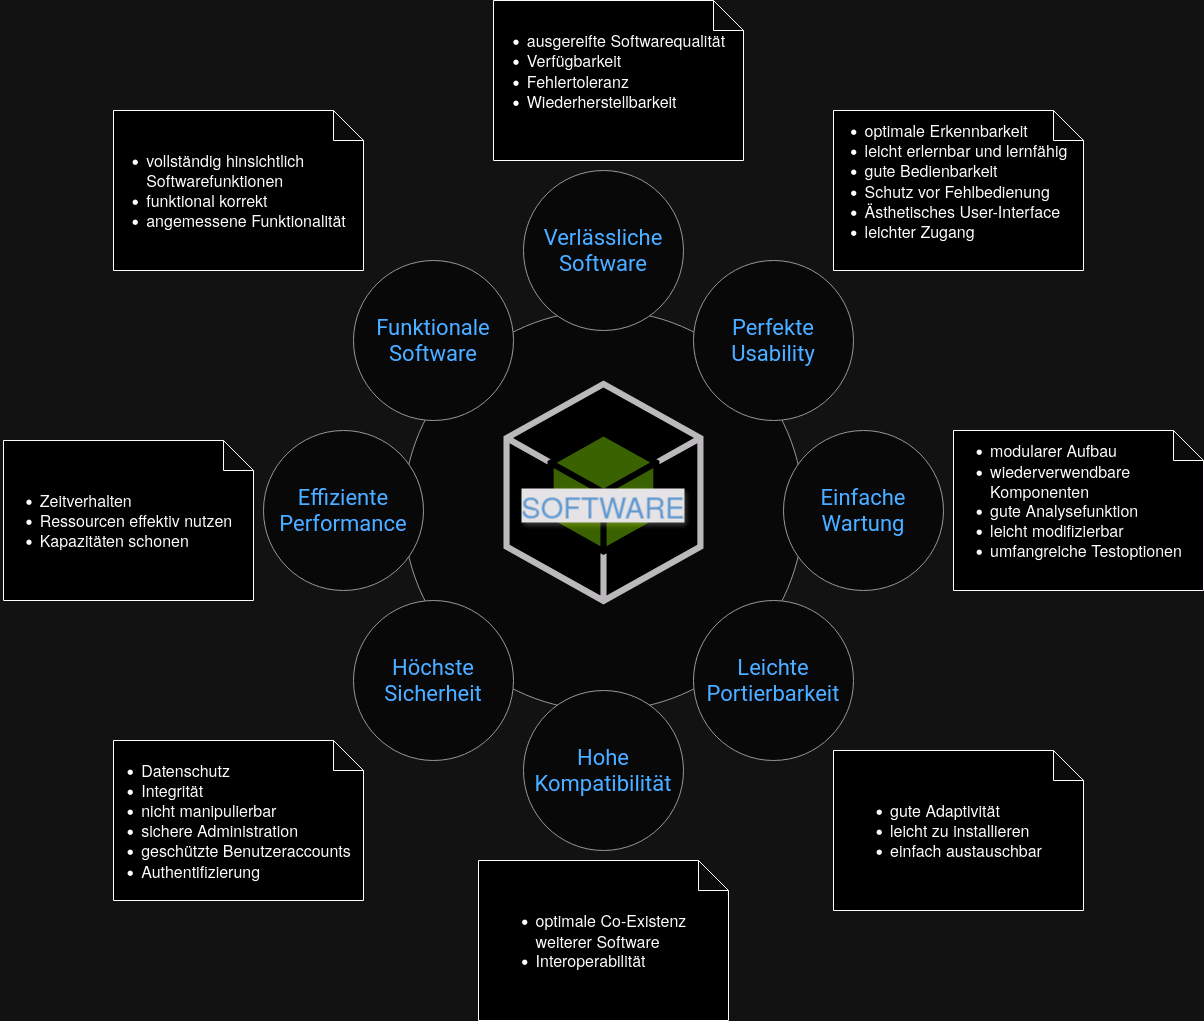 • ausgereifte Softwarequalität
• Verfügbarkeit
• Fehlertoleranz
• Wiederherstellbarkeit
• vollständig hinsichtlich
Softwarefunktionen
• funktional korrekt
• angemessene Funktionalität
• optimale Erkennbarkeit
• leicht erlernbar und lernfähig
• gute Bedienbarkeit
• Schutz vor Fehlbedienung
• Ästhetisches User-Interface
• leichter Zugang
Verlässliche
Software
Funktionale
Software
Perfekte
Usability
• Zeitverhalten
• Ressourcen effektiv nutzen
• Kapazitäten schonen
Effiziente
Performance
SOFTWARE
Einfache
Wartung
• modularer Aufbau
• wiederverwendbare
Komponenten
• gute Analysefunktion
• leicht modifizierbar
• umfangreiche Testoptionen
Höchste
Sicherheit
Leichte
Portierbarkeit
Hohe
Kompatibilität
• Datenschutz
• Integrität
• nicht manipulierbar
• sichere Administration
• geschützte Benutzeraccounts
• Authentifizierung
• gute Adaptivität
• leicht zu installieren
• einfach austauschbar
• optimale Co-Existenz
weiterer Software
• Interoperabilität